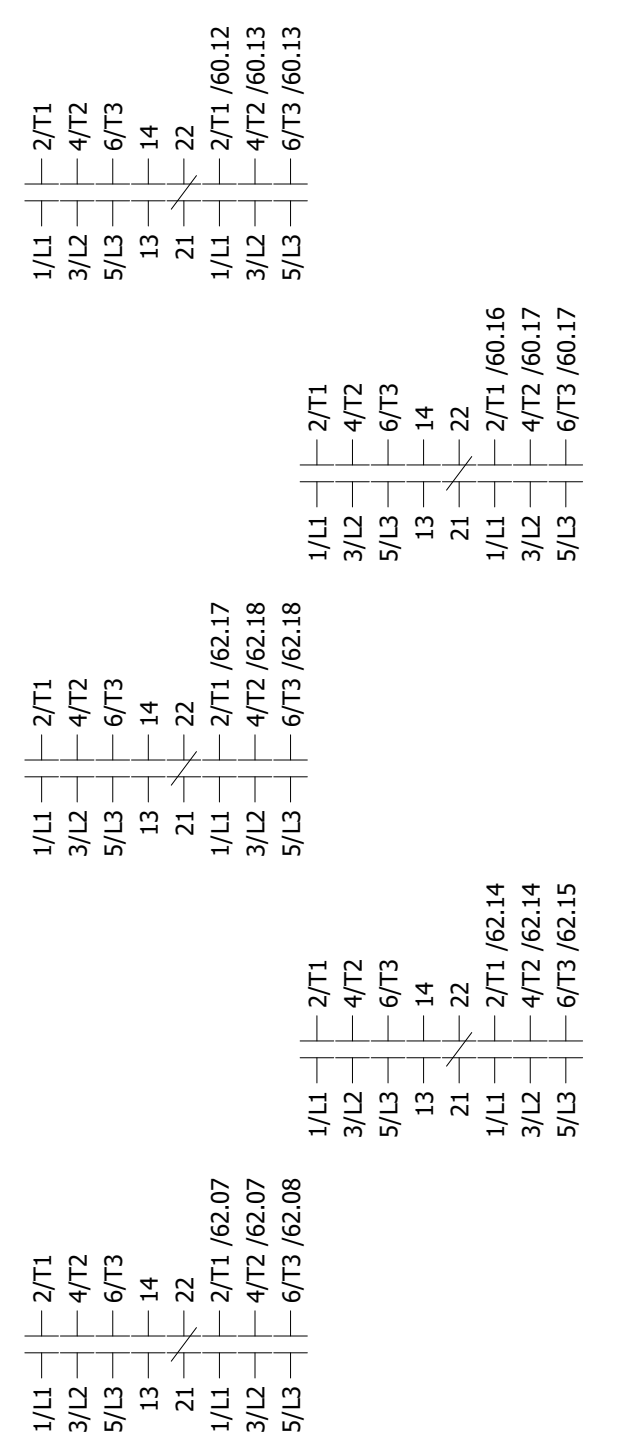 1/L1 2/T1
3/L2 4/T2
5/L3 6/T3
13 14
21 22
1/L1 2/T1 /62.07
3/L2 4/T2 /62.07
5/L3 6/T3 /62.08
1/L1 2/T1
3/L2 4/T2
5/L3 6/T3
13 14
21 22
1/L1 2/T1 /62.14
3/L2 4/T2 /62.14
5/L3 6/T3 /62.15
1/L1 2/T1
3/L2 4/T2
5/L3 6/T3
13 14
21 22
1/L1 2/T1 /62.17
3/L2 4/T2 /62.18
5/L3 6/T3 /62.18
1/L1 2/T1
3/L2 4/T2
5/L3 6/T3
13 14
21 22
1/L1 2/T1 /60.16
3/L2 4/T2 /60.17
5/L3 6/T3 /60.17
1/L1 2/T1
3/L2 4/T2
5/L3 6/T3
13 14
21 22
1/L1 2/T1 /60.12
3/L2 4/T2 /60.13
5/L3 6/T3 /60.13